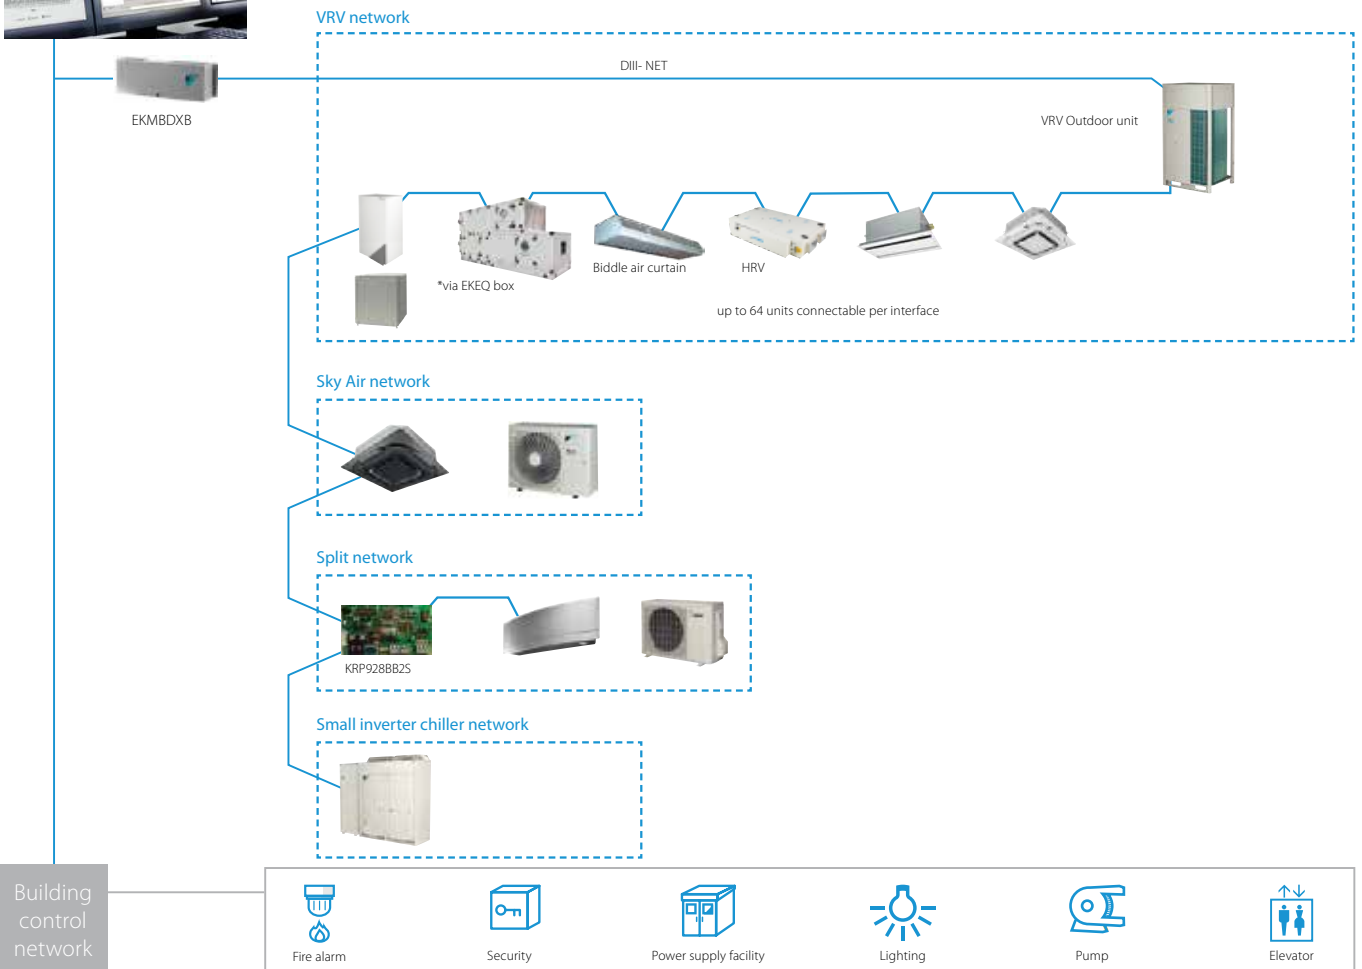 VRV network
DIII- NET
EKMBDXB
VRV Outdoor unit
Biddle air curtain
HRV
*via EKEQ box
up to 64 units connectable per interface
Sky Air network
Split network
KRP928BB2S
Small inverter chiller network
Building
control
network
Fire alarm
Security
Power supply facility
Lighting
Pump
Elevator